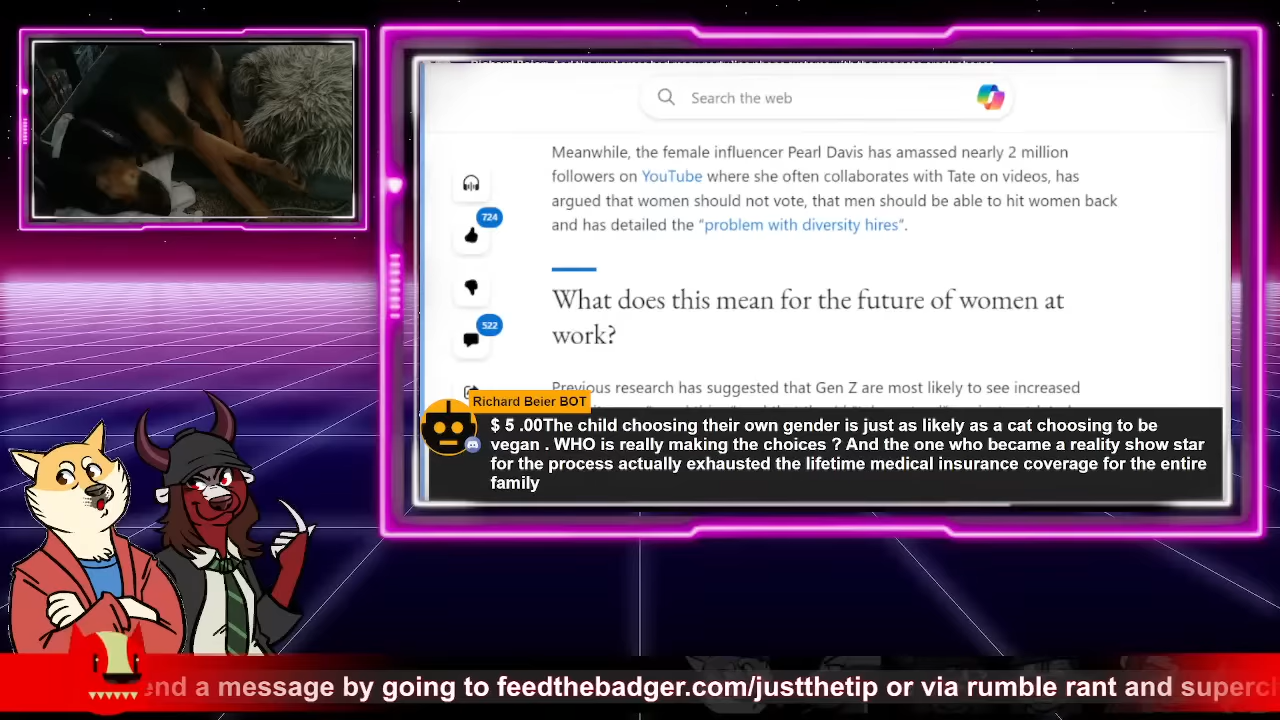 Search the web
Meanwhile, the female influencer Pearl Davis has amassed nearly 2 million
followers on YouTube where she often collaborates with Tate on videos, has
argued that women should not vote, that men should be able to hit women back
and has detailed the “problem with diversity hires”.
724
What does this mean for the future of women at
work?
522
Previous research has suggested that Gen Z are most likely to see increased
Richard Beier BOT
$ 5 .00The child choosing their own gender is just as likely as a cat choosing to be
vegan . WHO is really making the choices ? And the one who became a reality show star
for the process actually exhausted the lifetime medical insurance coverage for the entire
family
end a message by going to feedthebadger.com/justthetip or via rumble rant and superc